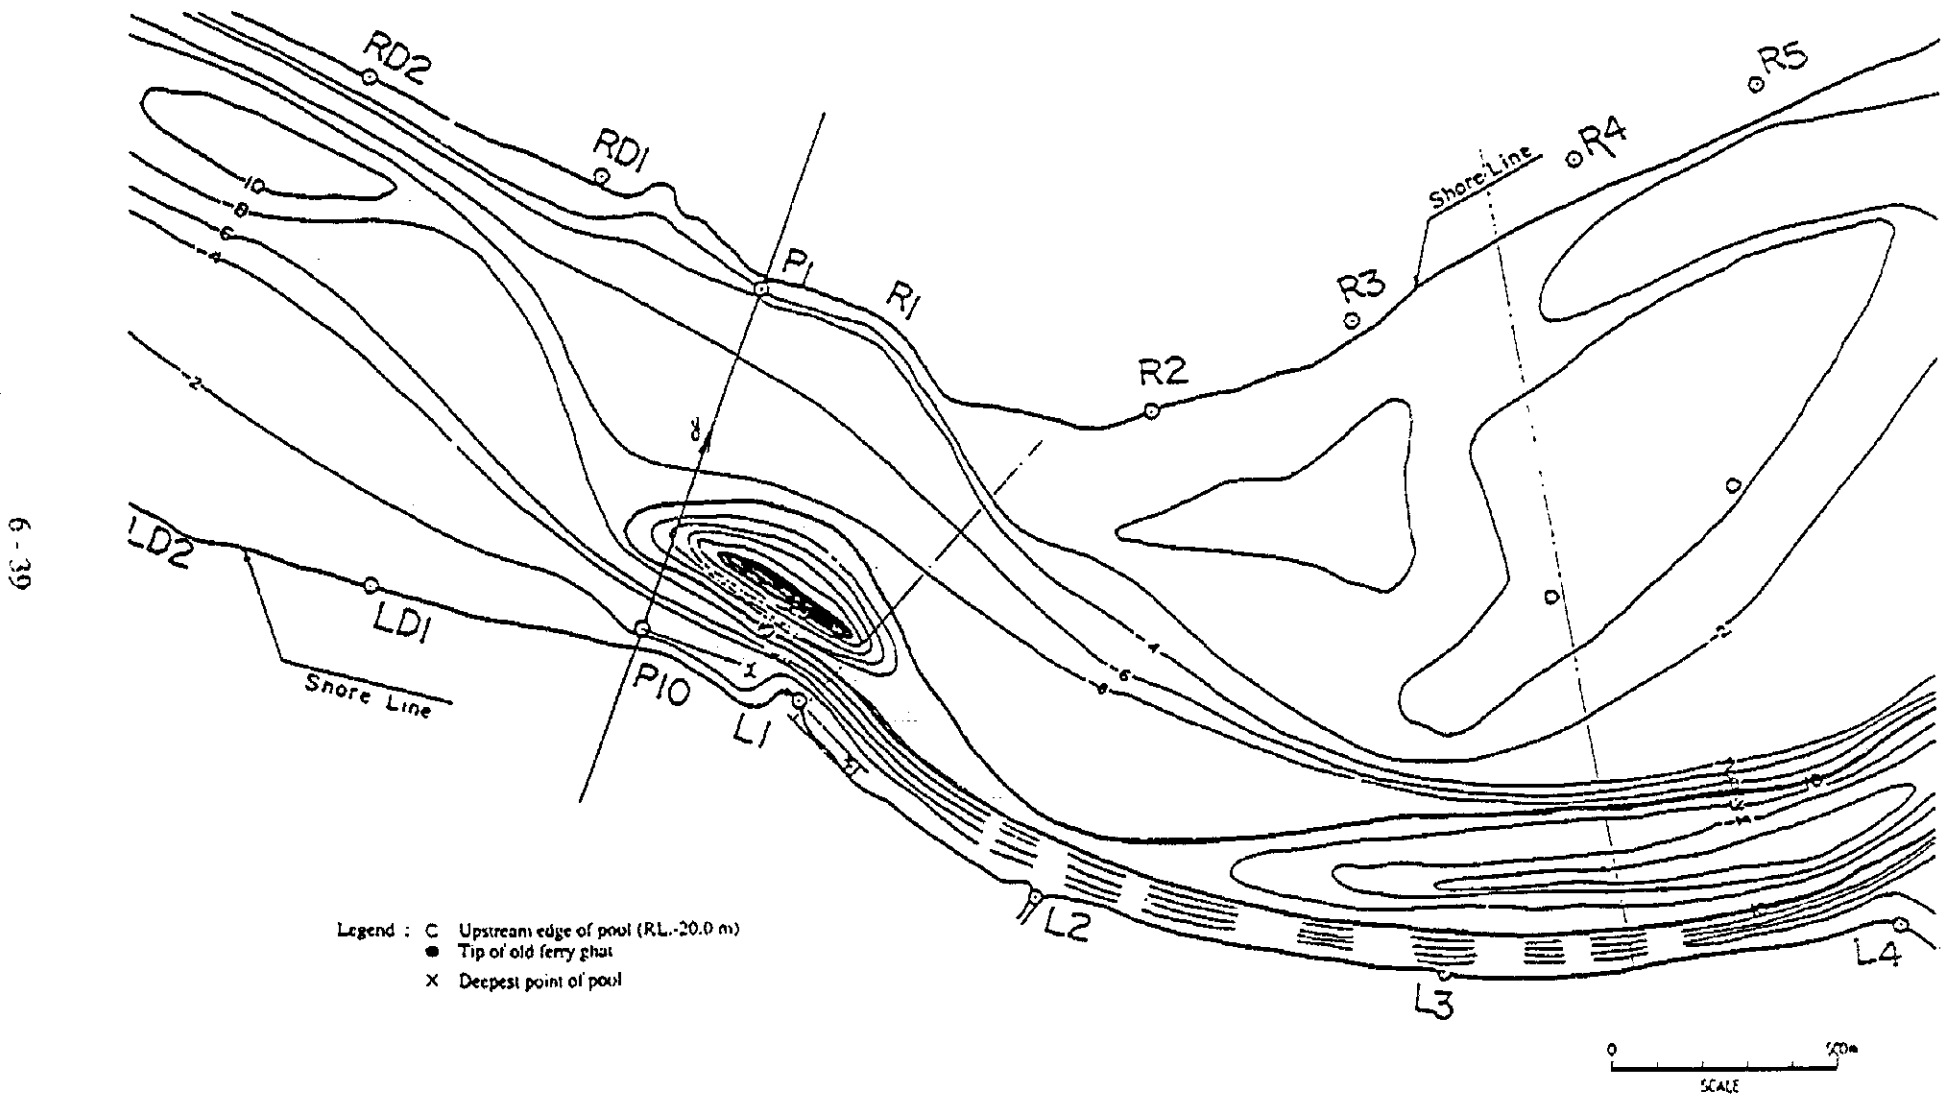 RD2
R5
RD1
R4
Shore Line
10
-8
-6
-4
P1
R1
R3
R2
-2
y
0
0
LD2
LD1
Shore Line
P10
x
L1
-4
-6
-8
-2
L2
L3
L4
Legend : C Upstream edge of pool (RL.-20.0 m)
● Tip of old ferry ghat
X Deepest point of pool
0 500m
SCALE
6 - 39